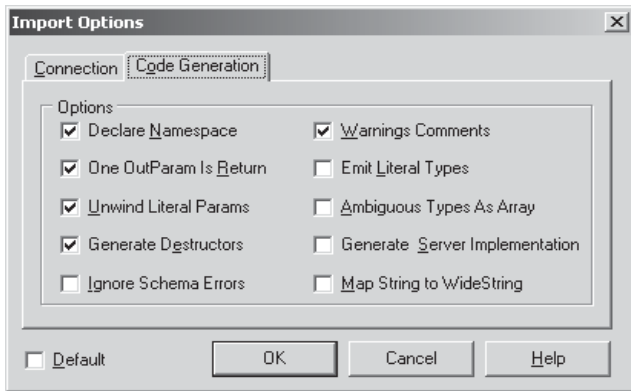 Import Options
Connection
Code Generation
Options
Declare Namespace
Warnings Comments
One OutParam Is Return
Emit Literal Types
Unwind Literal Params
Ambiguous Types As Array
Generate Destructors
Generate Server Implementation
Ignore Schema Errors
Map String to WideString
Default
OK
Cancel
Help